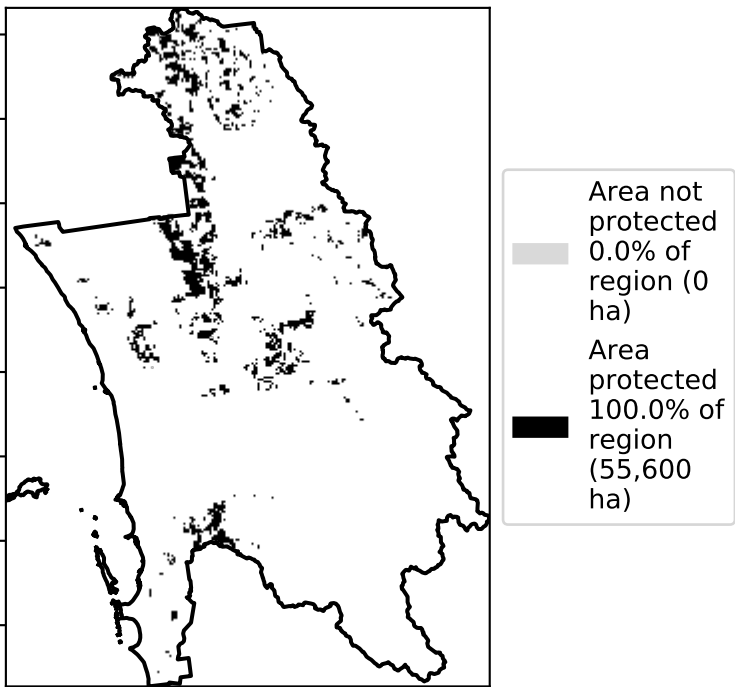 Area not
protected
0.0% of
region (0
ha)
Area
protected
100.0% of
region
(55,600
ha)